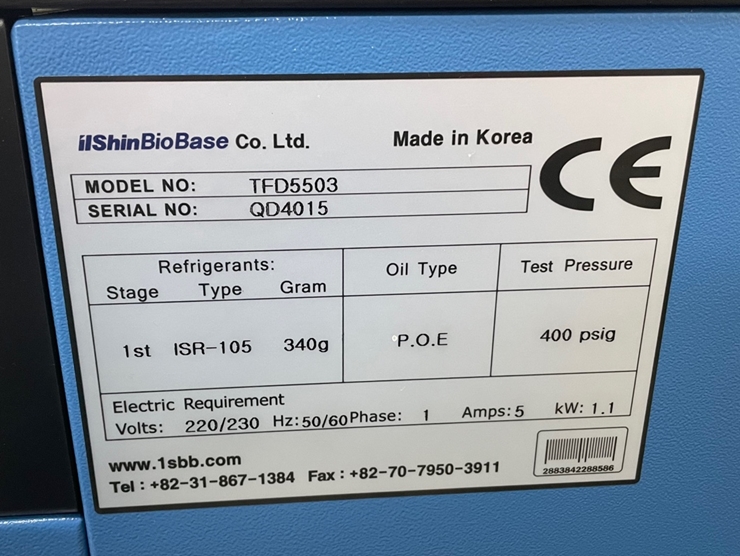 ilShinBioBase Co. Ltd. Made in Korea
CE
MODEL NO: TFD5503
SERIAL NO: QD4015
Refrigerants: Oil Type Test Pressure
Stage Type Gram
1st ISR-105 340g P.O.E 400 psig
Electric Requirement
Volts: 220/230 Hz:50/60 Phase: 1 Amps:5 kW: 1.1
www.1sbb.com
Tel : +82-31-867-1384 Fax : +82-70-7950-3911
2883842288586